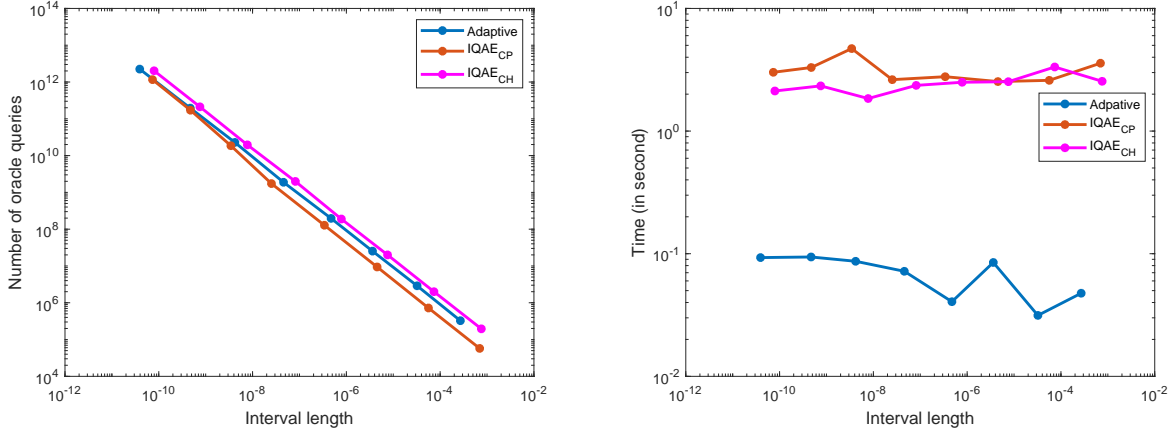 10^14
10^12
10^10
10^8
10^6
10^4
Number of oracle queries
Adaptive
IQAE_CP
IQAE_CH
10^-12
10^-10
10^-8
10^-6
10^-4
10^-2
Interval length
10^1
10^0
10^-1
10^-2
Time (in second)
Adpative
IQAE_CP
IQAE_CH
10^-12
10^-10
10^-8
10^-6
10^-4
10^-2
Interval length